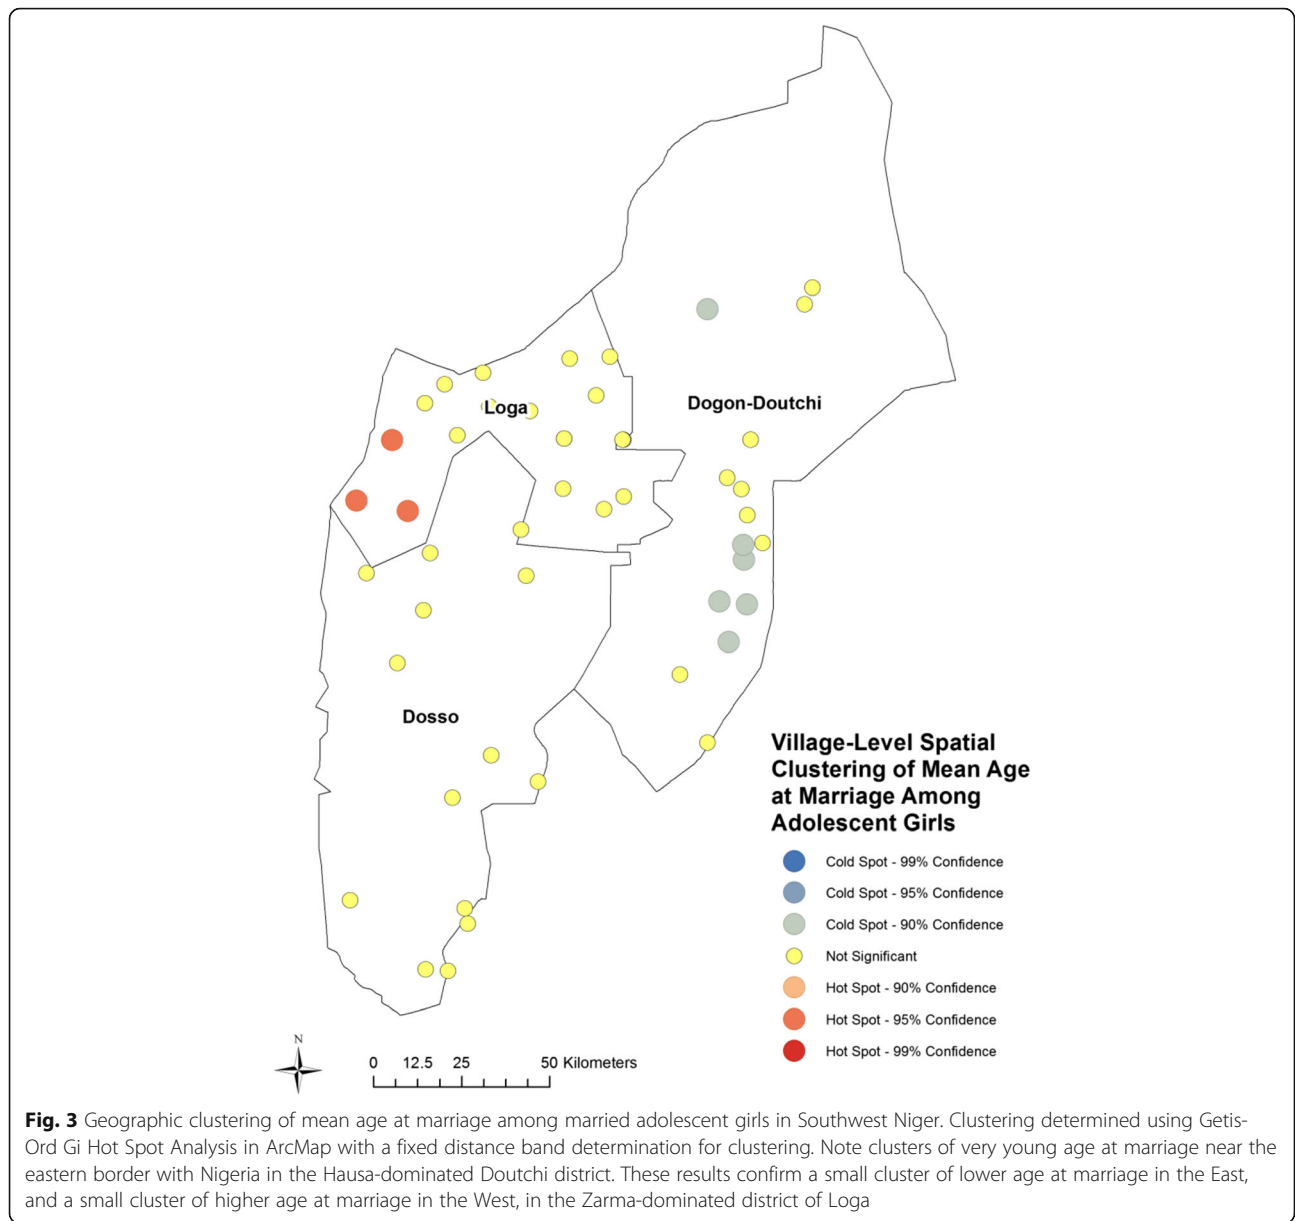 Loga
Dogon-Doutchi
Dosso
Village-Level Spatial
Clustering of Mean Age
at Marriage Among
Adolescent Girls
Cold Spot - 99% Confidence
Cold Spot - 95% Confidence
Cold Spot - 90% Confidence
Not Significant
Hot Spot - 90% Confidence
Hot Spot - 95% Confidence
Hot Spot - 99% Confidence
N
0 12.5 25 50 Kilometers
Fig. 3 Geographic clustering of mean age at marriage among married adolescent girls in Southwest Niger. Clustering determined using Getis-
Ord Gi Hot Spot Analysis in ArcMap with a fixed distance band determination for clustering. Note clusters of very young age at marriage near the
eastern border with Nigeria in the Hausa-dominated Doutchi district. These results confirm a small cluster of lower age at marriage in the East,
and a small cluster of higher age at marriage in the West, in the Zarma-dominated district of Loga